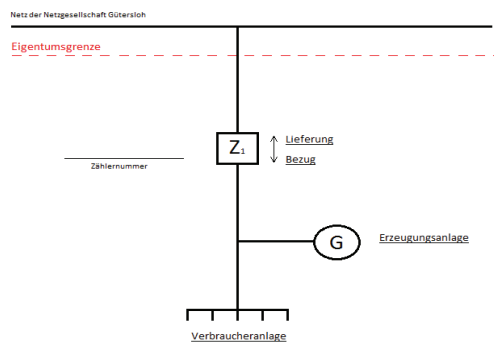 Netz der Netzgesellschaft Gütersloh
Eigentumsgrenze
Z1
Lieferung
Bezug
Zählernummer
G
Erzeugungsanlage
Verbraucheranlage